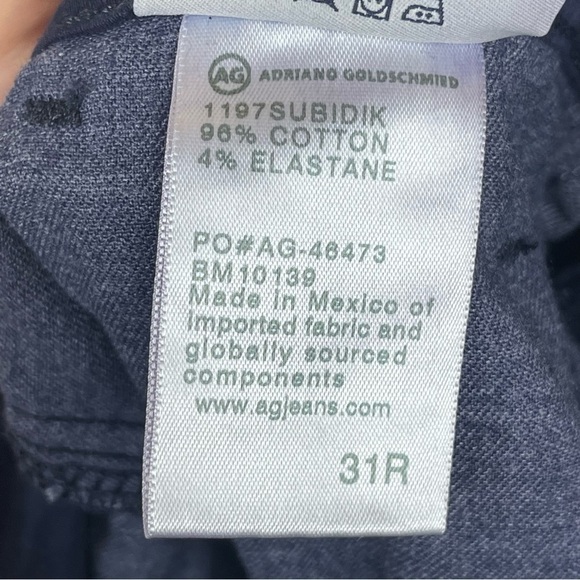 AG ADRIANO GOLDSCHMIED
1197SUBIDIK
96% COTTON
4% ELASTANE
PO#AG-46473
BM10139
Made in Mexico of
imported fabric and
globally sourced
components
www.agjeans.com
31R